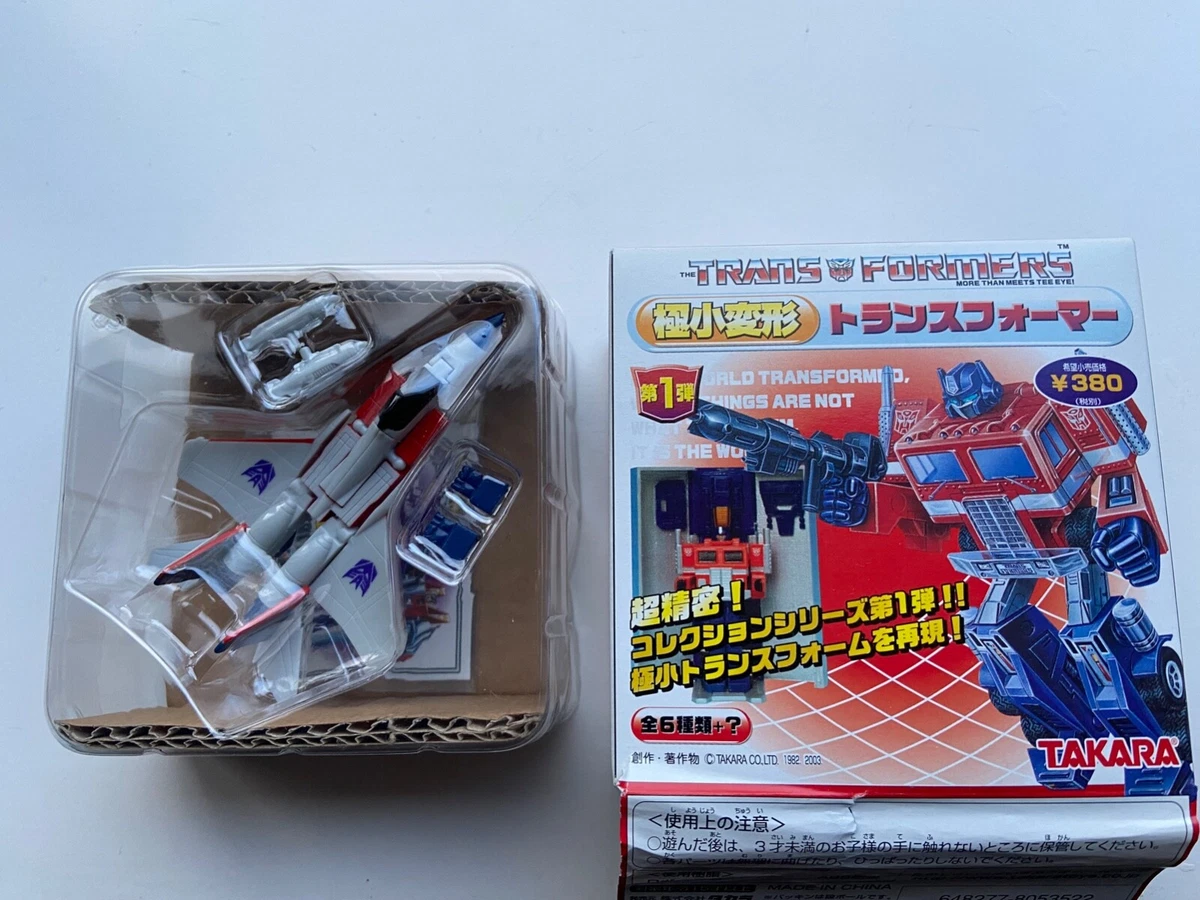 THE TRANSFORMERS™
MORE THAN MEETS TEE EYE!
極小変形 トランスフォーマー
第1弾
希望小売価格
¥380
(税別)
ORLD TRANSFORMED,
HINGS ARE NOT
超精密!
コレクションシリーズ第1弾!!
極小トランスフォームを再現!
全6種類+?
TAKARA
創作・著作物 ©TAKARA CO.,LTD. 1982, 2003
<使用上の注意>
○遊んだ後は、3才未満のお子様の手に触れないところに保管してください。
MADE IN CHINA